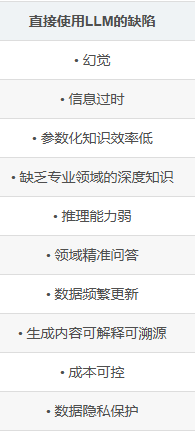 直接使用LLM的缺陷
• 幻觉
• 信息过时
• 参数化知识效率低
• 缺乏专业领域的深度知识
• 推理能力弱
• 领域精准问答
• 数据频繁更新
• 生成内容可解释可溯源
• 成本可控
• 数据隐私保护